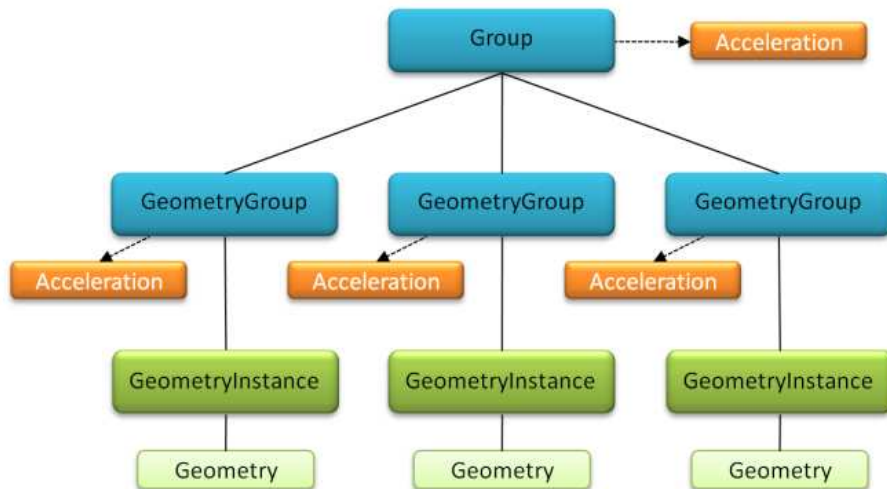 Group
Acceleration
GeometryGroup
GeometryGroup
GeometryGroup
Acceleration
Acceleration
Acceleration
GeometryInstance
GeometryInstance
GeometryInstance
Geometry
Geometry
Geometry